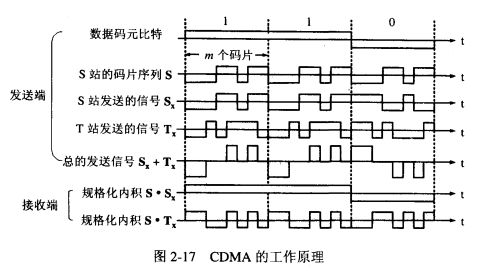 1 1 0
数据码元比特 t
m 个码片
S 站的码片序列 S t
发送端
S 站发送的信号 Sx t
T 站发送的信号 Tx t
总的发送信号 Sx + Tx t
规格化内积 S • Sx t
接收端
规格化内积 S • Tx t
图 2-17 CDMA 的工作原理